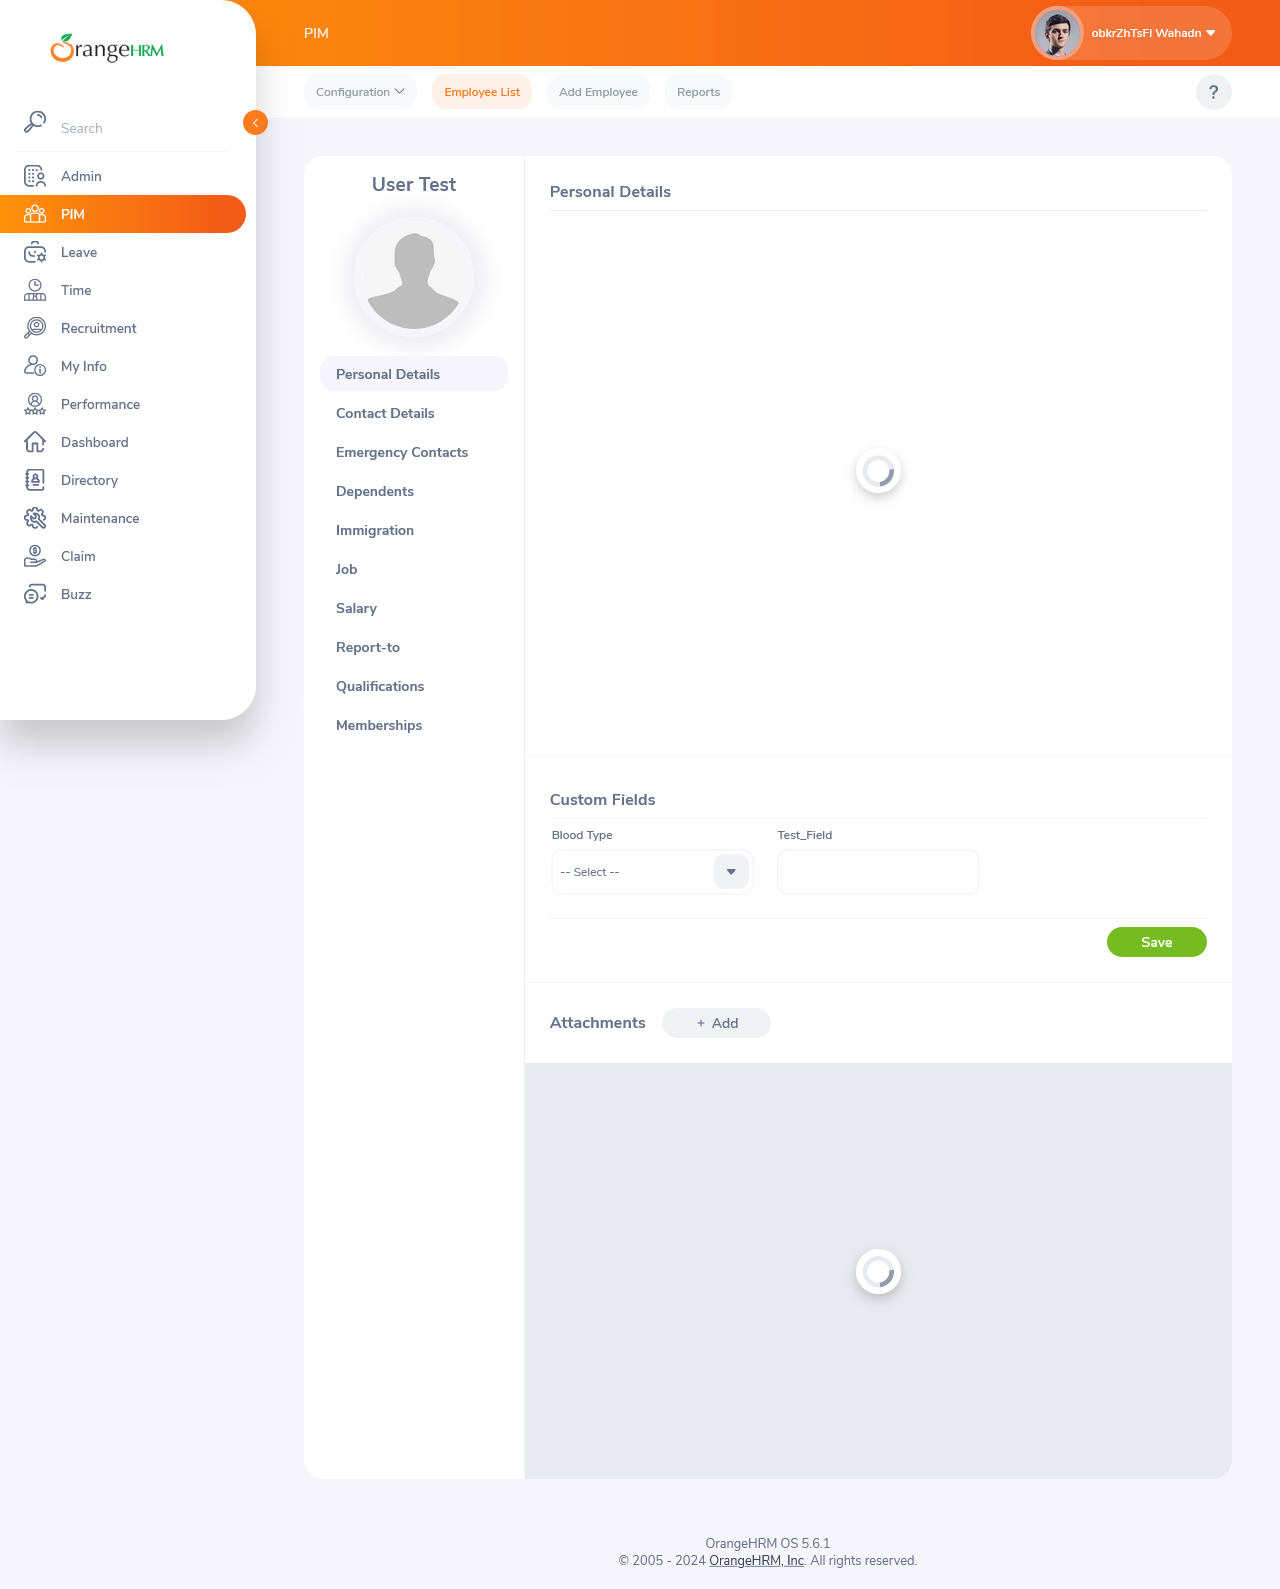 OrangeHRM
Search
Admin
PIM
Leave
Time
Recruitment
My Info
Performance
Dashboard
Directory
Maintenance
Claim
Buzz
PIM
obkrZhTsFl Wahadn
Configuration
Employee List
Add Employee
Reports
?
User Test
Personal Details
Contact Details
Emergency Contacts
Dependents
Immigration
Job
Salary
Report-to
Qualifications
Memberships
Personal Details
Custom Fields
Blood Type
Test_Field
-- Select --
Save
Attachments
+ Add
OrangeHRM OS 5.6.1
© 2005 - 2024 OrangeHRM, Inc. All rights reserved.